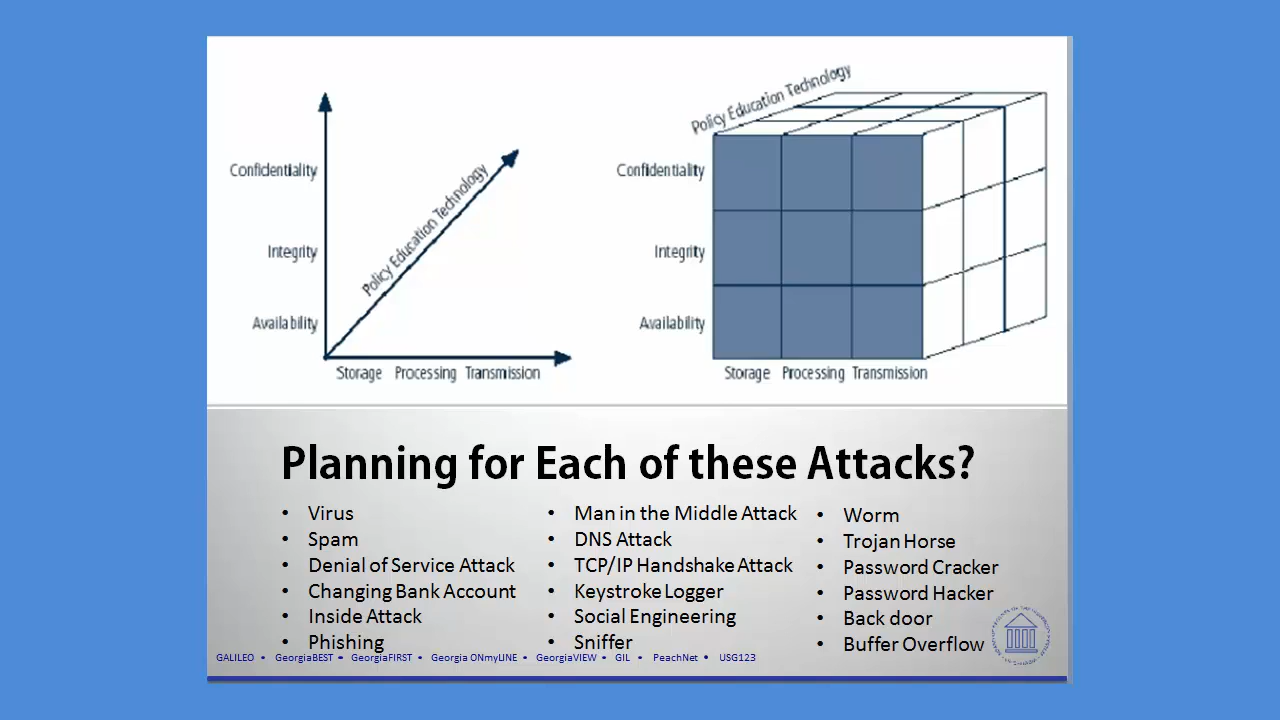 Confidentiality
Integrity
Availability
Policy Education Technology
Storage Processing Transmission
Policy Education Technology
Confidentiality
Integrity
Availability
Storage Processing Transmission
Planning for Each of these Attacks?
• Virus
• Spam
• Denial of Service Attack
• Changing Bank Account
• Inside Attack
• Phishing
• Man in the Middle Attack
• DNS Attack
• TCP/IP Handshake Attack
• Keystroke Logger
• Social Engineering
• Sniffer
• Worm
• Trojan Horse
• Password Cracker
• Password Hacker
• Back door
• Buffer Overflow
GALILEO • GeorgiaBEST • GeorgiaFIRST • Georgia ONmyLINE • GeorgiaVIEW • GIL • PeachNet • USG123